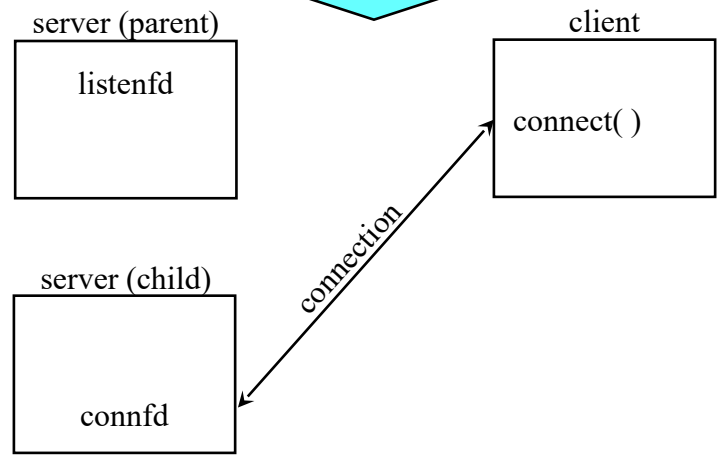 server (parent)
client
listenfd
connect( )
connection
server (child)
connfd